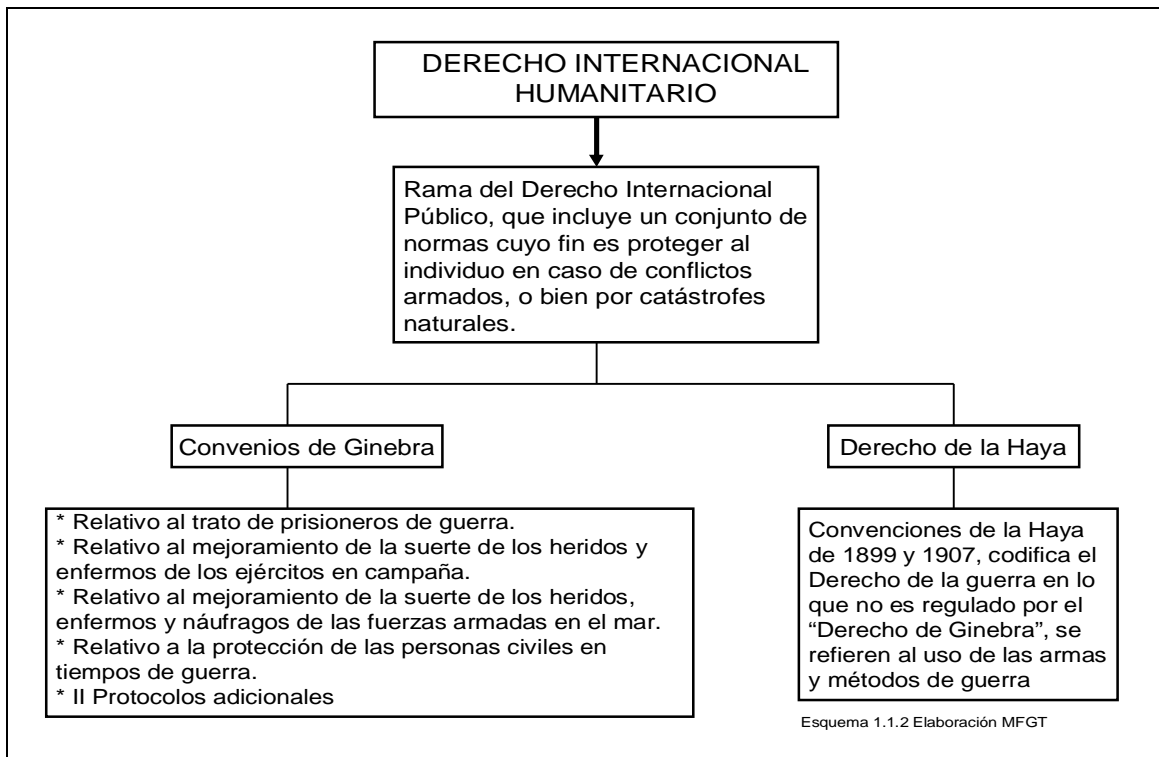 DERECHO INTERNACIONAL
HUMANITARIO
Rama del Derecho Internacional
Público, que incluye un conjunto de
normas cuyo fin es proteger al
individuo en caso de conflictos
armados, o bien por catástrofes
naturales.
Convenios de Ginebra
* Relativo al trato de prisioneros de guerra.
* Relativo al mejoramiento de la suerte de los heridos y
enfermos de los ejércitos en campaña.
* Relativo al mejoramiento de la suerte de los heridos,
enfermos y náufragos de las fuerzas armadas en el mar.
* Relativo a la protección de las personas civiles en
tiempos de guerra.
* II Protocolos adicionales
Derecho de la Haya
Convenciones de la Haya
de 1899 y 1907, codifica el
Derecho de la guerra en lo
que no es regulado por el
“Derecho de Ginebra”, se
refieren al uso de las armas
y métodos de guerra
Esquema 1.1.2 Elaboración MFGT